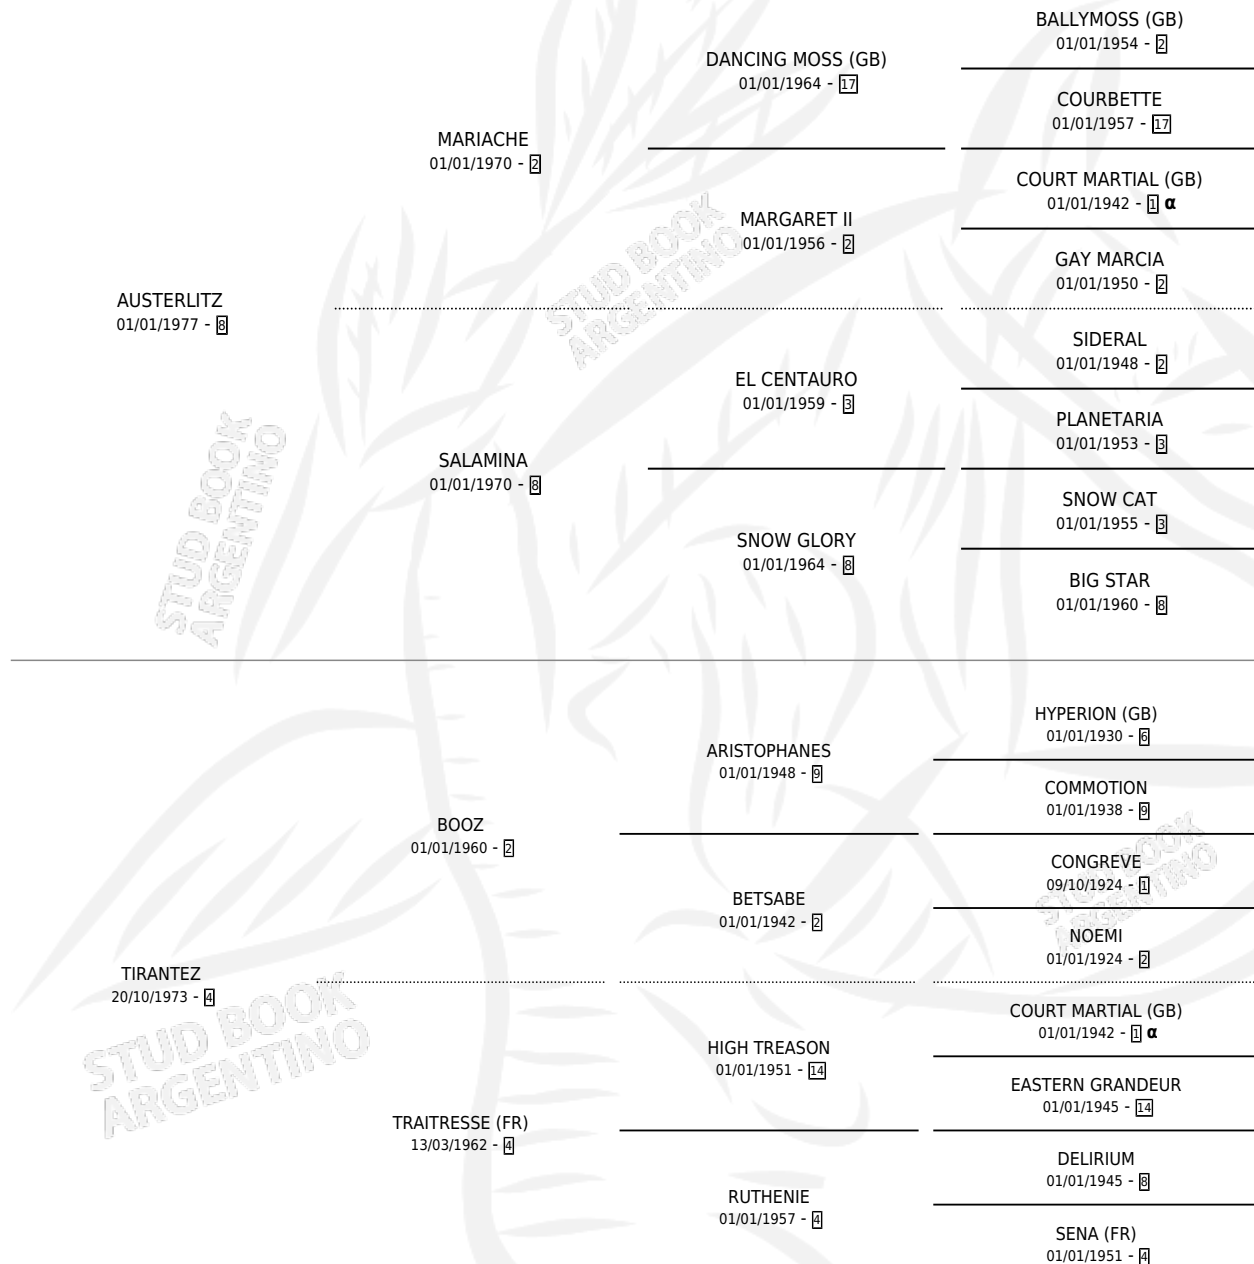 BALLYMOSS (GB)
01/01/1954 - 2
DANCING MOSS (GB)
01/01/1964 - 17
COURBETTE
01/01/1957 - 17
MARIACHE
01/01/1970 - 2
COURT MARTIAL (GB)
01/01/1942 - 1 α
MARGARET II
01/01/1956 - 2
GAY MARCIA
01/01/1950 - 2
AUSTERLITZ
01/01/1977 - 8
SIDERAL
01/01/1948 - 2
EL CENTAURO
01/01/1959 - 3
PLANETARIA
01/01/1953 - 3
SALAMINA
01/01/1970 - 8
SNOW CAT
01/01/1955 - 3
SNOW GLORY
01/01/1964 - 8
BIG STAR
01/01/1960 - 8
HYPERION (GB)
01/01/1930 - 6
ARISTOPHANES
01/01/1948 - 9
COMMOTION
01/01/1938 - 9
BOOZ
01/01/1960 - 2
CONGREVE
09/10/1924 - 1
BETSABE
01/01/1942 - 2
NOEMI
01/01/1924 - 2
TIRANTEZ
20/10/1973 - 4
COURT MARTIAL (GB)
01/01/1942 - 1 α
HIGH TREASON
01/01/1951 - 14
EASTERN GRANDEUR
01/01/1945 - 14
TRAITRESSE (FR)
13/03/1962 - 4
DELIRIUM
01/01/1945 - 8
RUTHENIE
01/01/1957 - 4
SENA (FR)
01/01/1951 - 4
STUD BOOK
ARGENTINO
STUD BOOK
ARGENTINO
STUD BOOK
ARGENTINO
STUD BOOK
ARGENTINO